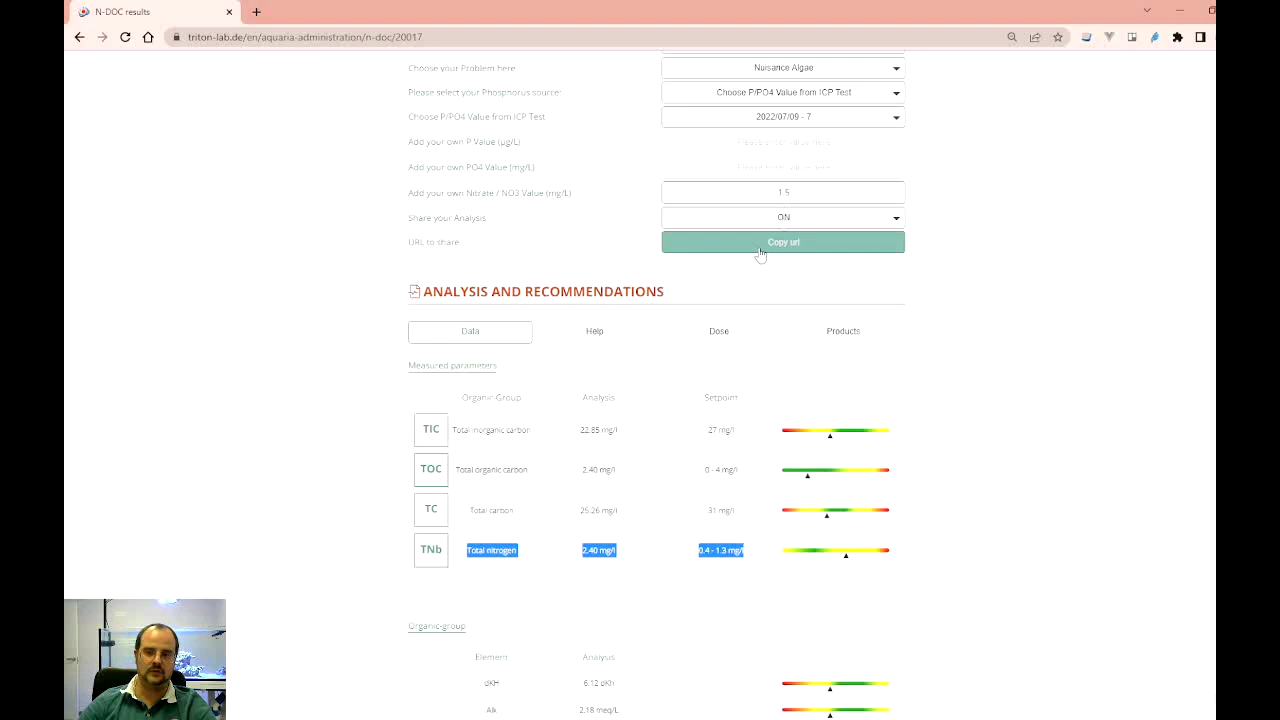 N-DOC results
triton-lab.de/en/aquaria-administration/n-doc/20017
Choose your Problem here
Nuisance Algae
Please select your Phosphorus source:
Choose P/PO4 Value from ICP Test
Choose P/PO4 Value from ICP Test
2022/07/09 - 7
Add your own P Value (µg/L)
Add your own PO4 Value (mg/L)
Add your own Nitrate / NO3 Value (mg/L)
1.5
Share your Analysis
ON
URL to share
Copy url
ANALYSIS AND RECOMMENDATIONS
Data Help Dose Products
Measured parameters
Organic-Group Analysis Setpoint
TIC Total inorganic carbon 22.85 mg/l 27 mg/l
TOC Total organic carbon 2.40 mg/l 0 - 4 mg/l
TC Total carbon 25.26 mg/l 31 mg/l
TNb Total nitrogen 2.40 mg/l 0.4 - 1.3 mg/l
Organic-group
Element Analysis
dKH 6.12 dKh
Alk 2.18 meq/L